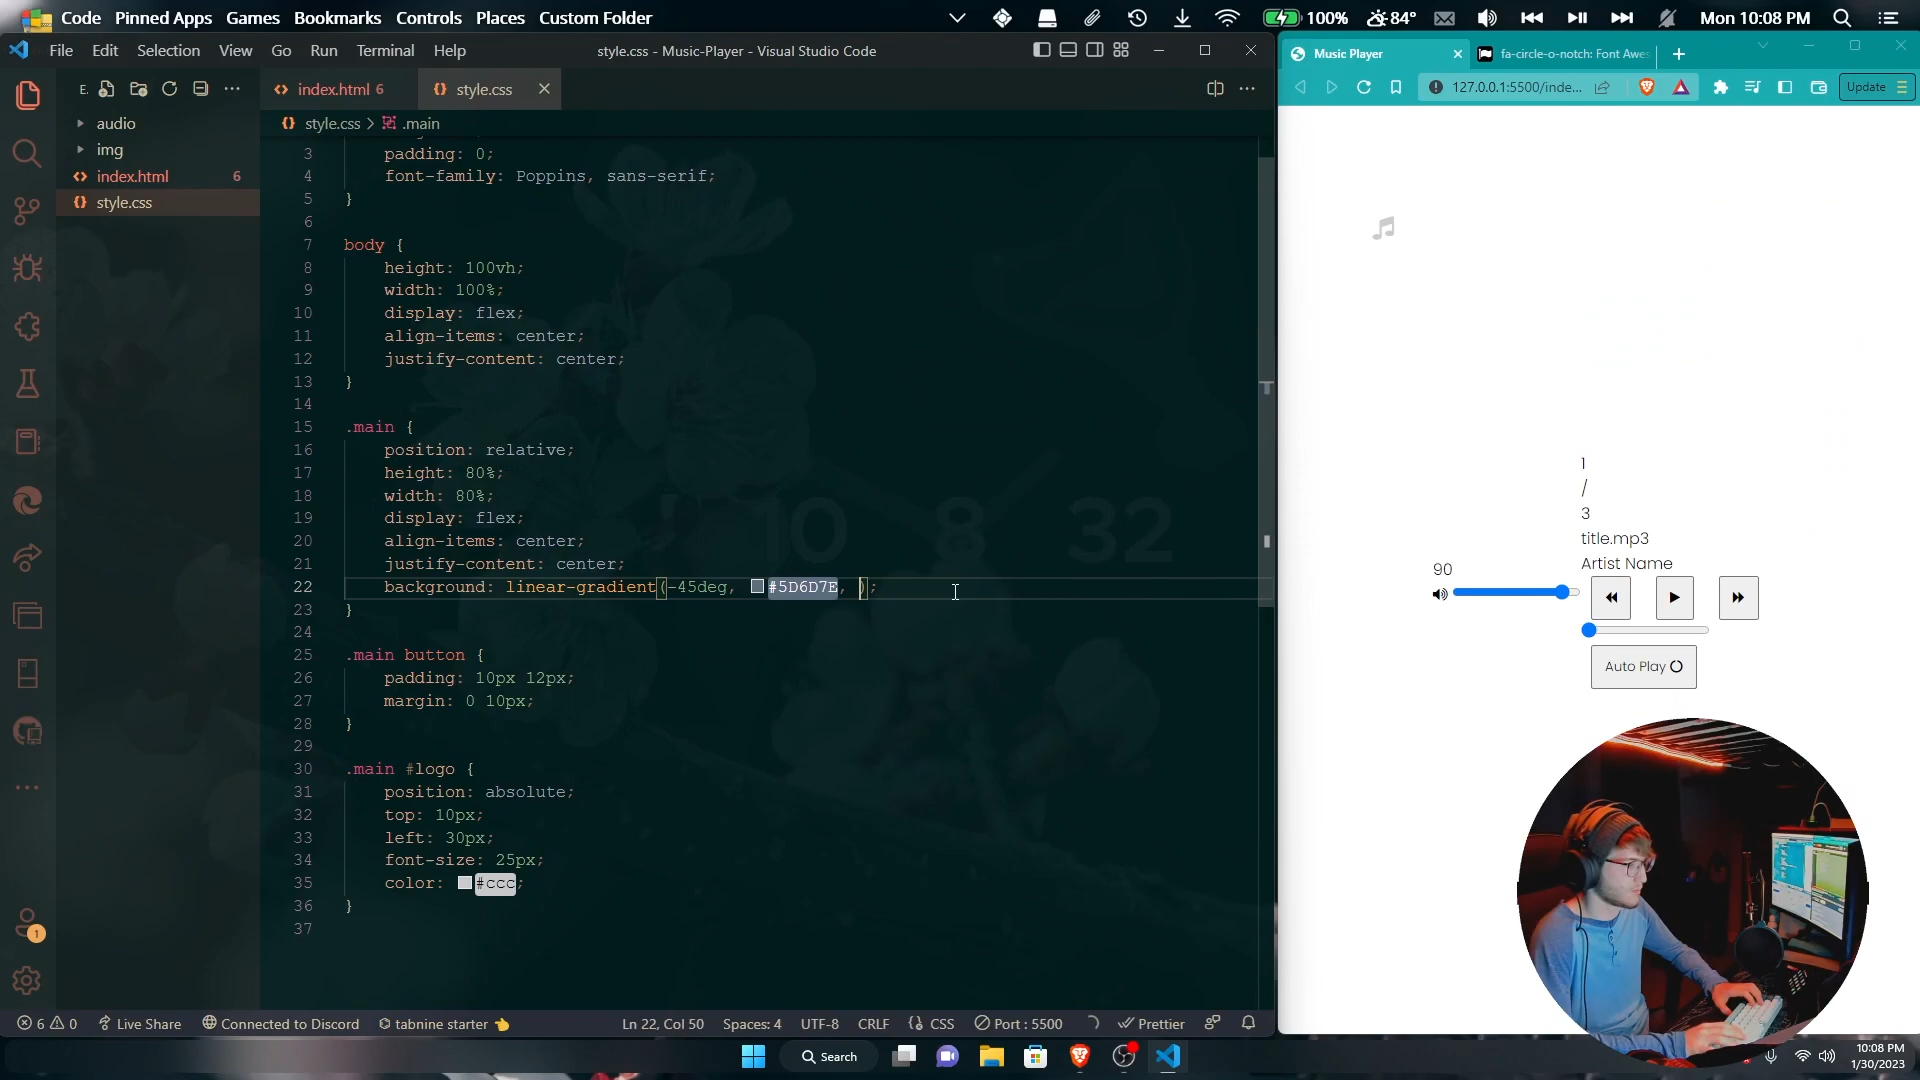 Code Pinned Apps Games Bookmarks Controls Places Custom Folder
100% 84° Mon 10:08 PM
File Edit Selection View Go Run Terminal Help
style.css - Music-Player - Visual Studio Code
E.
index.html 6
style.css
audio
img
index.html 6
style.css
style.css > .main
3 padding: 0;
4 font-family: Poppins, sans-serif;
5 }
6
7 body {
8 height: 100vh;
9 width: 100%;
10 display: flex;
11 align-items: center;
12 justify-content: center;
13 }
14
15 .main {
16 position: relative;
17 height: 80%;
18 width: 80%;
19 display: flex;
20 align-items: center;
21 justify-content: center;
22 background: linear-gradient(-45deg, #5D6D7E, );
23 }
24
25 .main button {
26 padding: 10px 12px;
27 margin: 0 10px;
28 }
29
30 .main #logo {
31 position: absolute;
32 top: 10px;
33 left: 30px;
34 font-size: 25px;
35 color: #ccc;
36 }
37
10 8 32
1
6 0 Live Share Connected to Discord tabnine starter Ln 22, Col 50 Spaces: 4 UTF-8 CRLF CSS Port : 5500 Prettier
Music Player
fa-circle-o-notch: Font Awes
127.0.0.1:5500/inde...
Update
1
/
3
title.mp3
Artist Name
90
Auto Play
Search
10:08 PM
1/30/2023